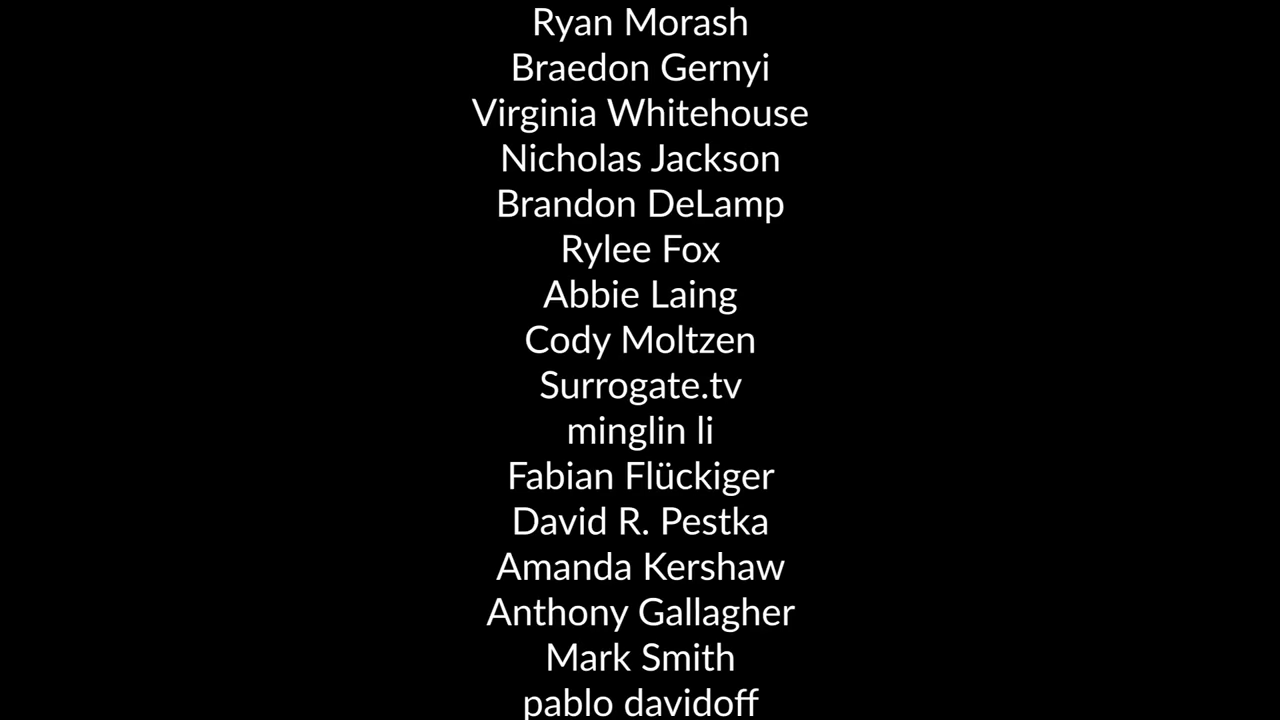 Ryan Morash
Braedon Gernyi
Virginia Whitehouse
Nicholas Jackson
Brandon DeLamp
Rylee Fox
Abbie Laing
Cody Moltzen
Surrogate.tv
minglin li
Fabian Flückiger
David R. Pestka
Amanda Kershaw
Anthony Gallagher
Mark Smith
pablo davidoff